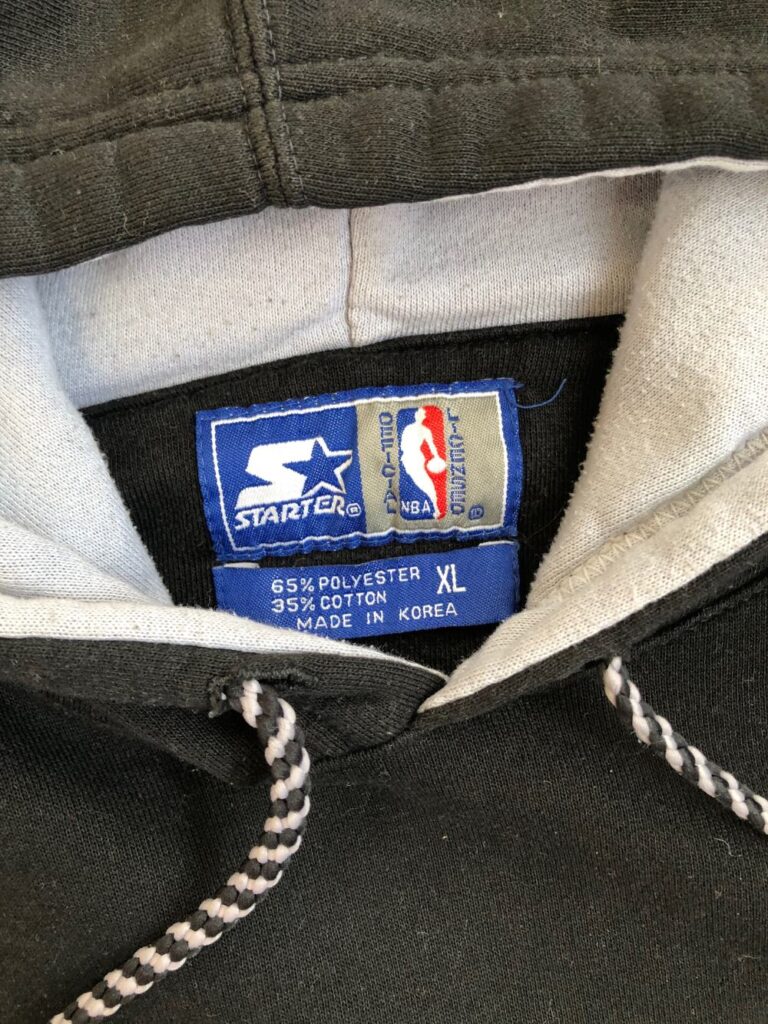 STARTER®
OFFICIAL
LICENSED
NBA
65% POLYESTER XL
35% COTTON
MADE IN KOREA